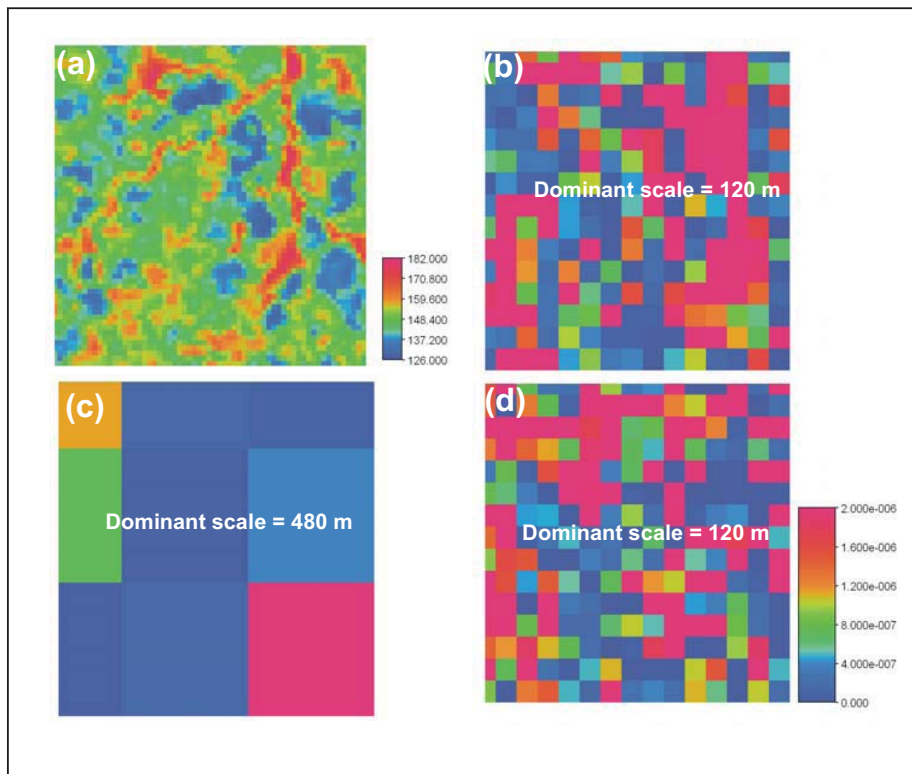 (a)
(b)
Dominant scale = 120 m
182.000
170.800
159.600
148.400
137.200
126.000
(c)
Dominant scale = 480 m
(d)
Dominant scale = 120 m
2.000e-006
1.600e-006
1.200e-006
8.000e-007
4.000e-007
0.000